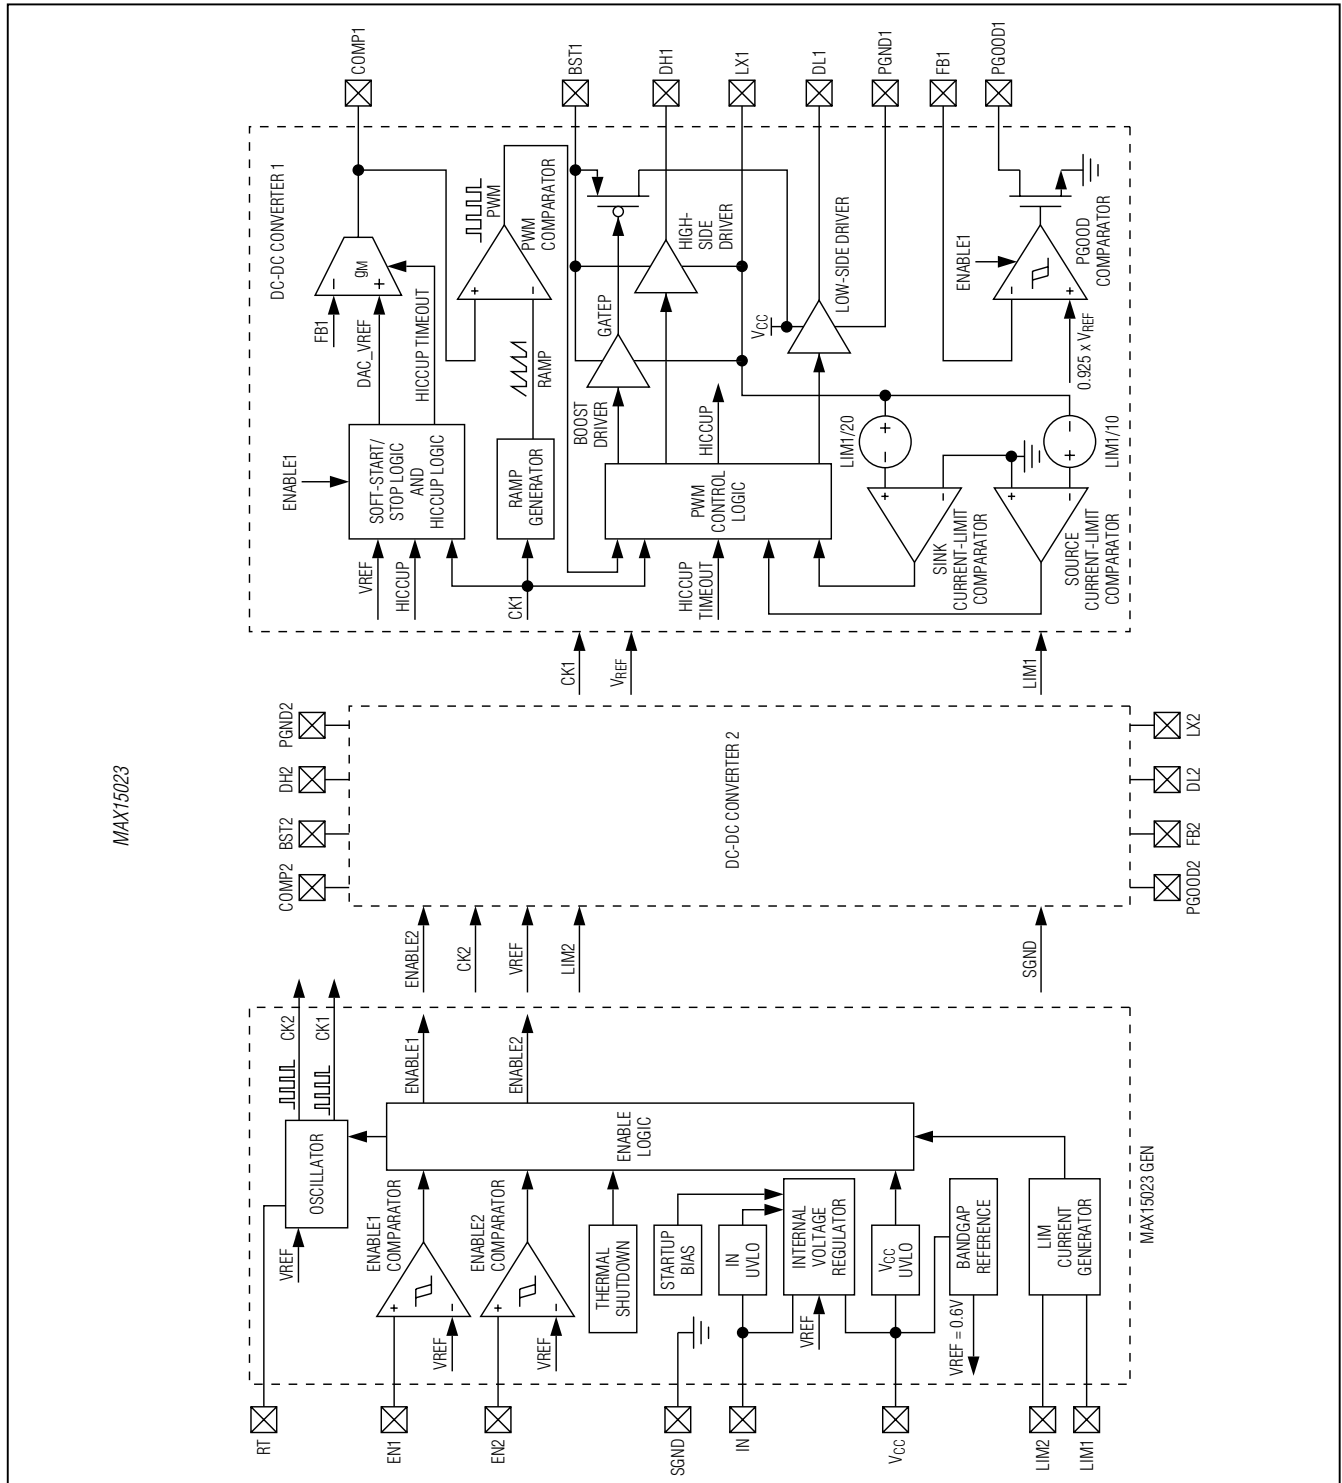 MAX15023
RT
EN1
EN2
SGND
IN
VCC
LIM2
LIM1
MAX15023 GEN
VREF
OSCILLATOR
CK2
CK1
ENABLE1
COMPARATOR
+
−
VREF
ENABLE2
COMPARATOR
+
−
VREF
THERMAL
SHUTDOWN
STARTUP
BIAS
IN
UVLO
INTERNAL
VOLTAGE
REGULATOR
VREF
VCC
UVLO
BANDGAP
REFERENCE
VREF = 0.6V
LIM
CURRENT
GENERATOR
ENABLE
LOGIC
ENABLE1
ENABLE2
ENABLE2
CK2
VREF
LIM2
SGND
COMP2
BST2
DH2
PGND2
DC-DC CONVERTER 2
PGOOD2
FB2
DL2
LX2
CK1
VREF
LIM1
DC-DC CONVERTER 1
ENABLE1
VREF
HICCUP
SOFT-START/
STOP LOGIC
AND
HICCUP LOGIC
FB1
DAC_VREF
HICCUP TIMEOUT
−
+
gM
CK1
RAMP
GENERATOR
RAMP
+
−
PWM
PWM
COMPARATOR
HICCUP
TIMEOUT
PWM
CONTROL
LOGIC
HICCUP
BOOST
DRIVER
GATEP
HIGH-
SIDE
DRIVER
VCC
LOW-SIDE DRIVER
LIM1/20
−
+
+
−
SINK
CURRENT-LIMIT
COMPARATOR
LIM1/10
+
−
+
−
SOURCE
CURRENT-LIMIT
COMPARATOR
ENABLE1
−
+
0.925 x VREF
PGOOD
COMPARATOR
COMP1
BST1
DH1
LX1
DL1
PGND1
FB1
PGOOD1